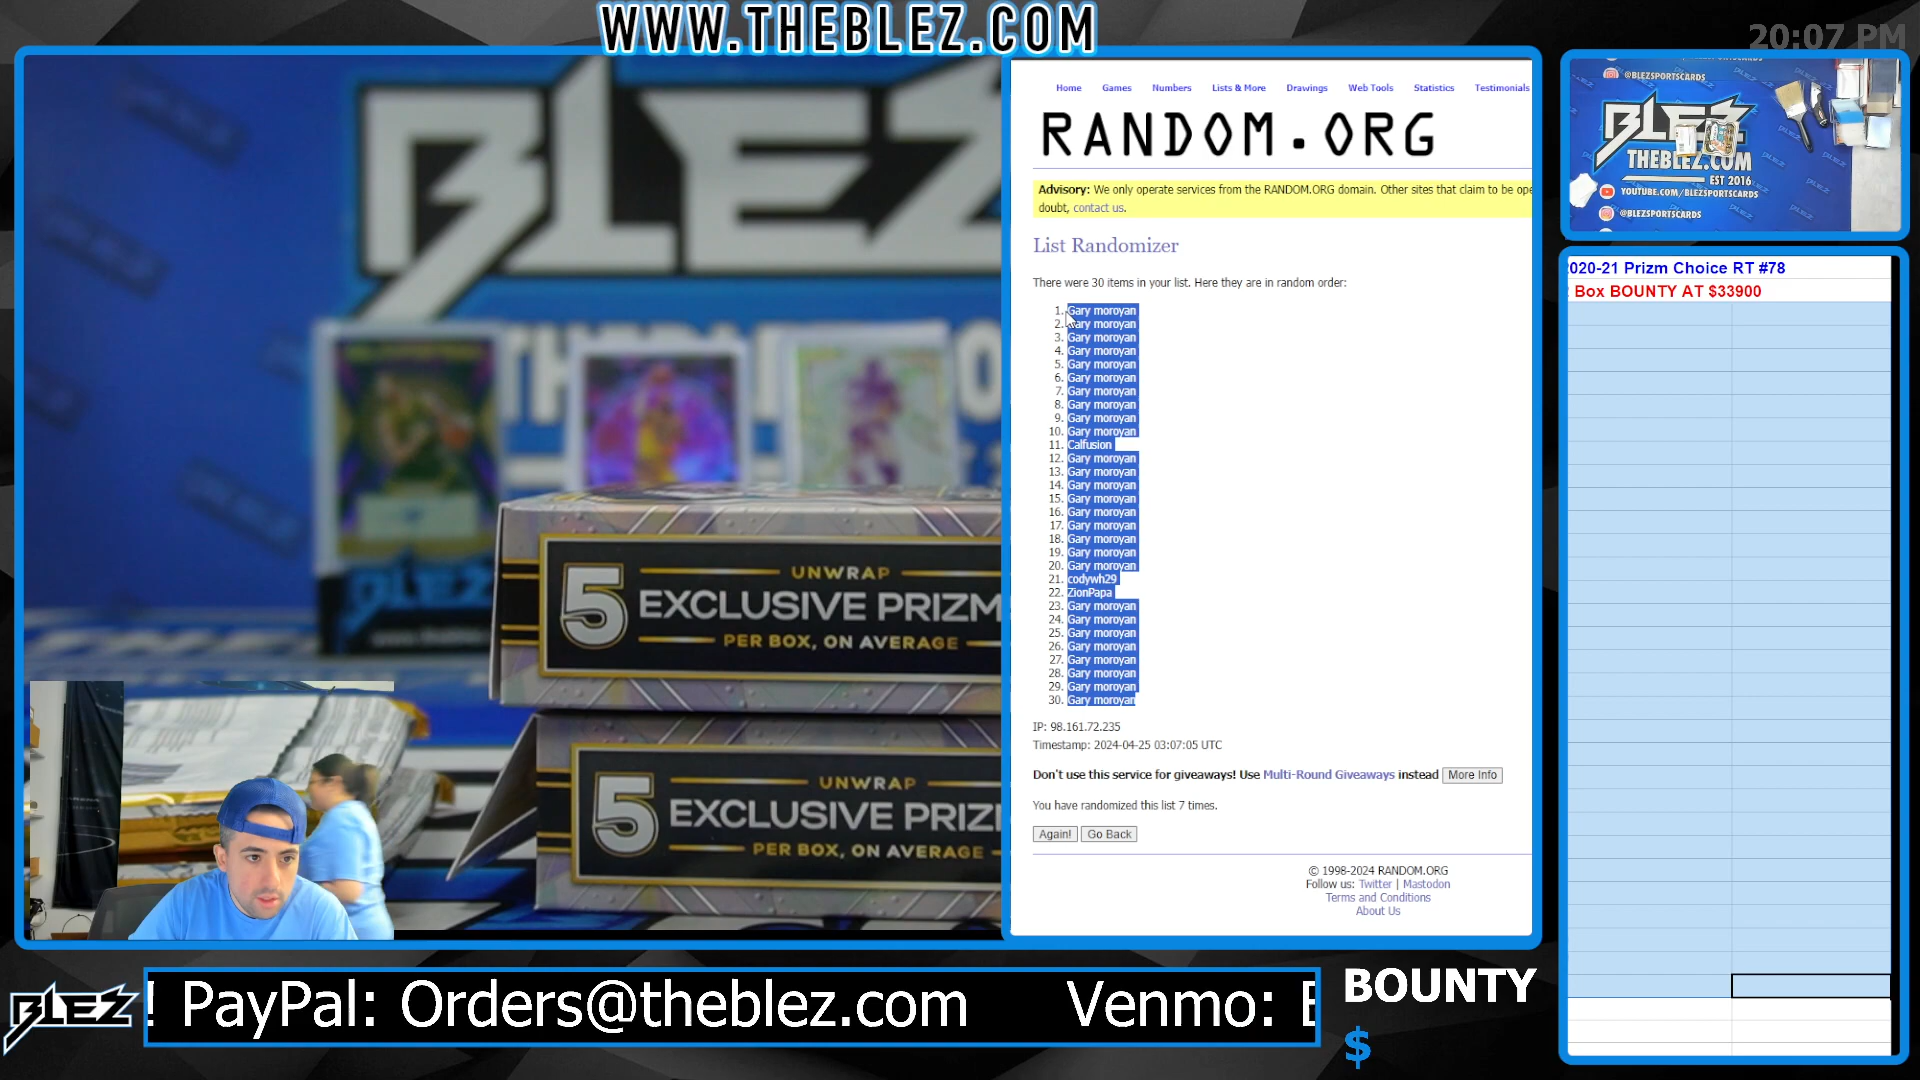 WWW.THEBLEZ.COM
20:07 PM
BLEZ
UNWRAP
5 EXCLUSIVE PRIZM
PER BOX, ON AVERAGE
UNWRAP
5 EXCLUSIVE PRIZ
PER BOX, ON AVERAGE
Home Games Numbers Lists & More Drawings Web Tools Statistics Testimonials
RANDOM.ORG
Advisory: We only operate services from the RANDOM.ORG domain. Other sites that claim to be ope
doubt, contact us.
List Randomizer
There were 30 items in your list. Here they are in random order:
1. Gary moroyan
2. Gary moroyan
3. Gary moroyan
4. Gary moroyan
5. Gary moroyan
6. Gary moroyan
7. Gary moroyan
8. Gary moroyan
9. Gary moroyan
10. Gary moroyan
11. Calfusion
12. Gary moroyan
13. Gary moroyan
14. Gary moroyan
15. Gary moroyan
16. Gary moroyan
17. Gary moroyan
18. Gary moroyan
19. Gary moroyan
20. Gary moroyan
21. codywh29
22. ZionPapa
23. Gary moroyan
24. Gary moroyan
25. Gary moroyan
26. Gary moroyan
27. Gary moroyan
28. Gary moroyan
29. Gary moroyan
30. Gary moroyan
IP: 98.161.72.235
Timestamp: 2024-04-25 03:07:05 UTC
Don't use this service for giveaways! Use Multi-Round Giveaways instead More Info
You have randomized this list 7 times.
Again! Go Back
© 1998-2024 RANDOM.ORG
Follow us: Twitter | Mastodon
Terms and Conditions
About Us
@BLEZSPORTSCARDS
BLEZ
THEBLEZ.COM
EST 2016
YOUTUBE.COM/BLEZSPORTSCARDS
@BLEZSPORTSCARDS
2020-21 Prizm Choice RT #78
Box BOUNTY AT $33900
BLEZ
! PayPal: Orders@theblez.com Venmo:
BOUNTY
$